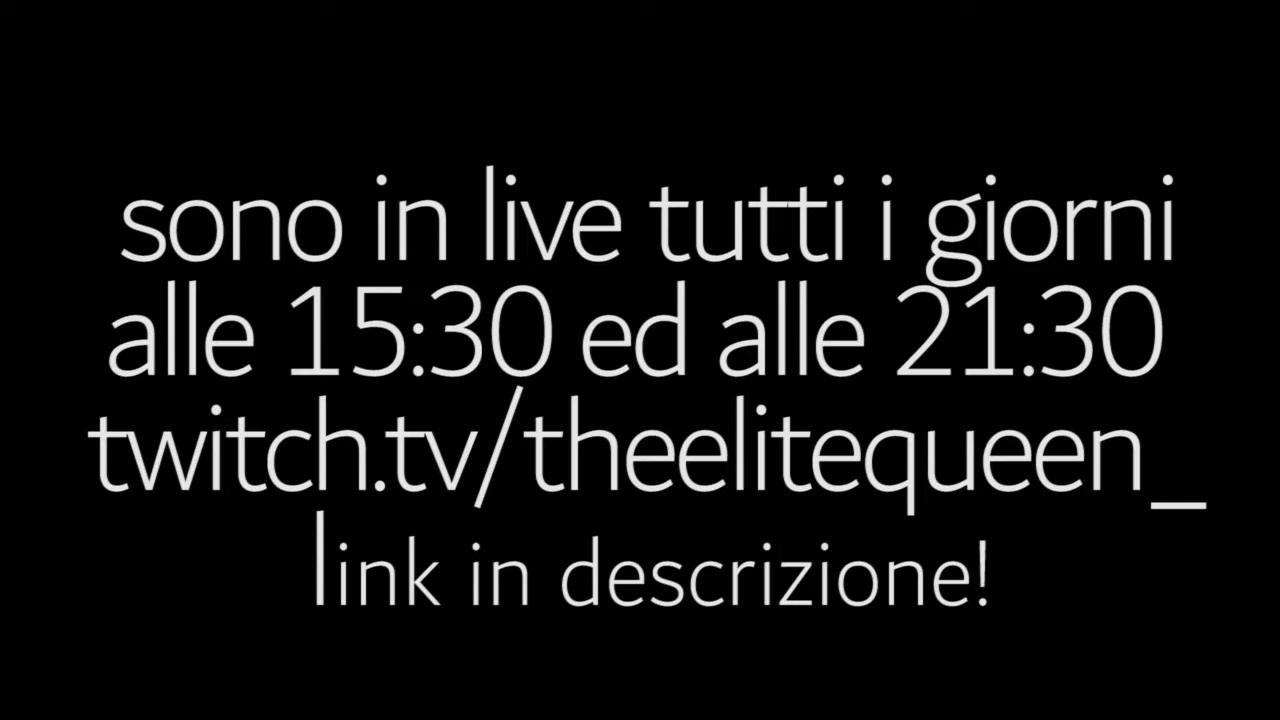 sono in live tutti i giorni
alle 15:30 ed alle 21:30
twitch.tv/theelitequeen_
link in descrizione!